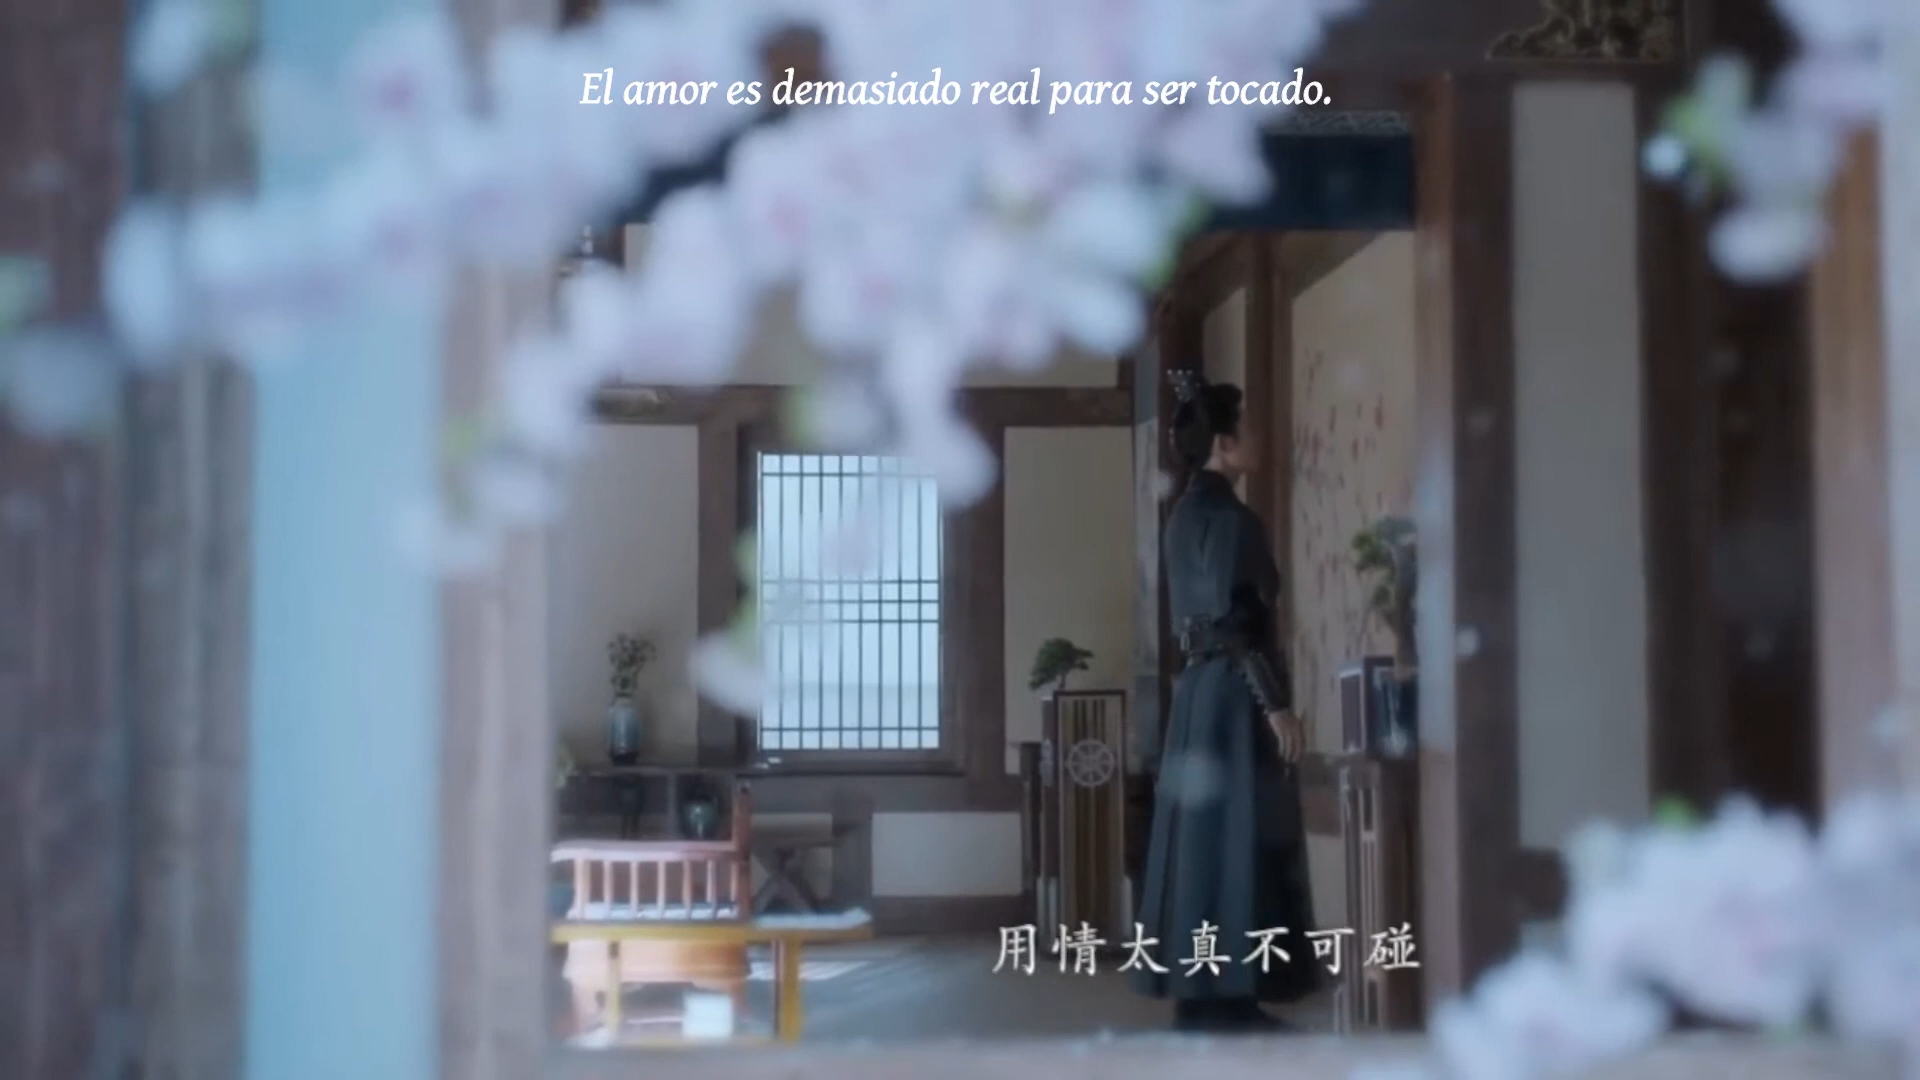 El amor es demasiado real para ser tocado.
用情太真不可碰